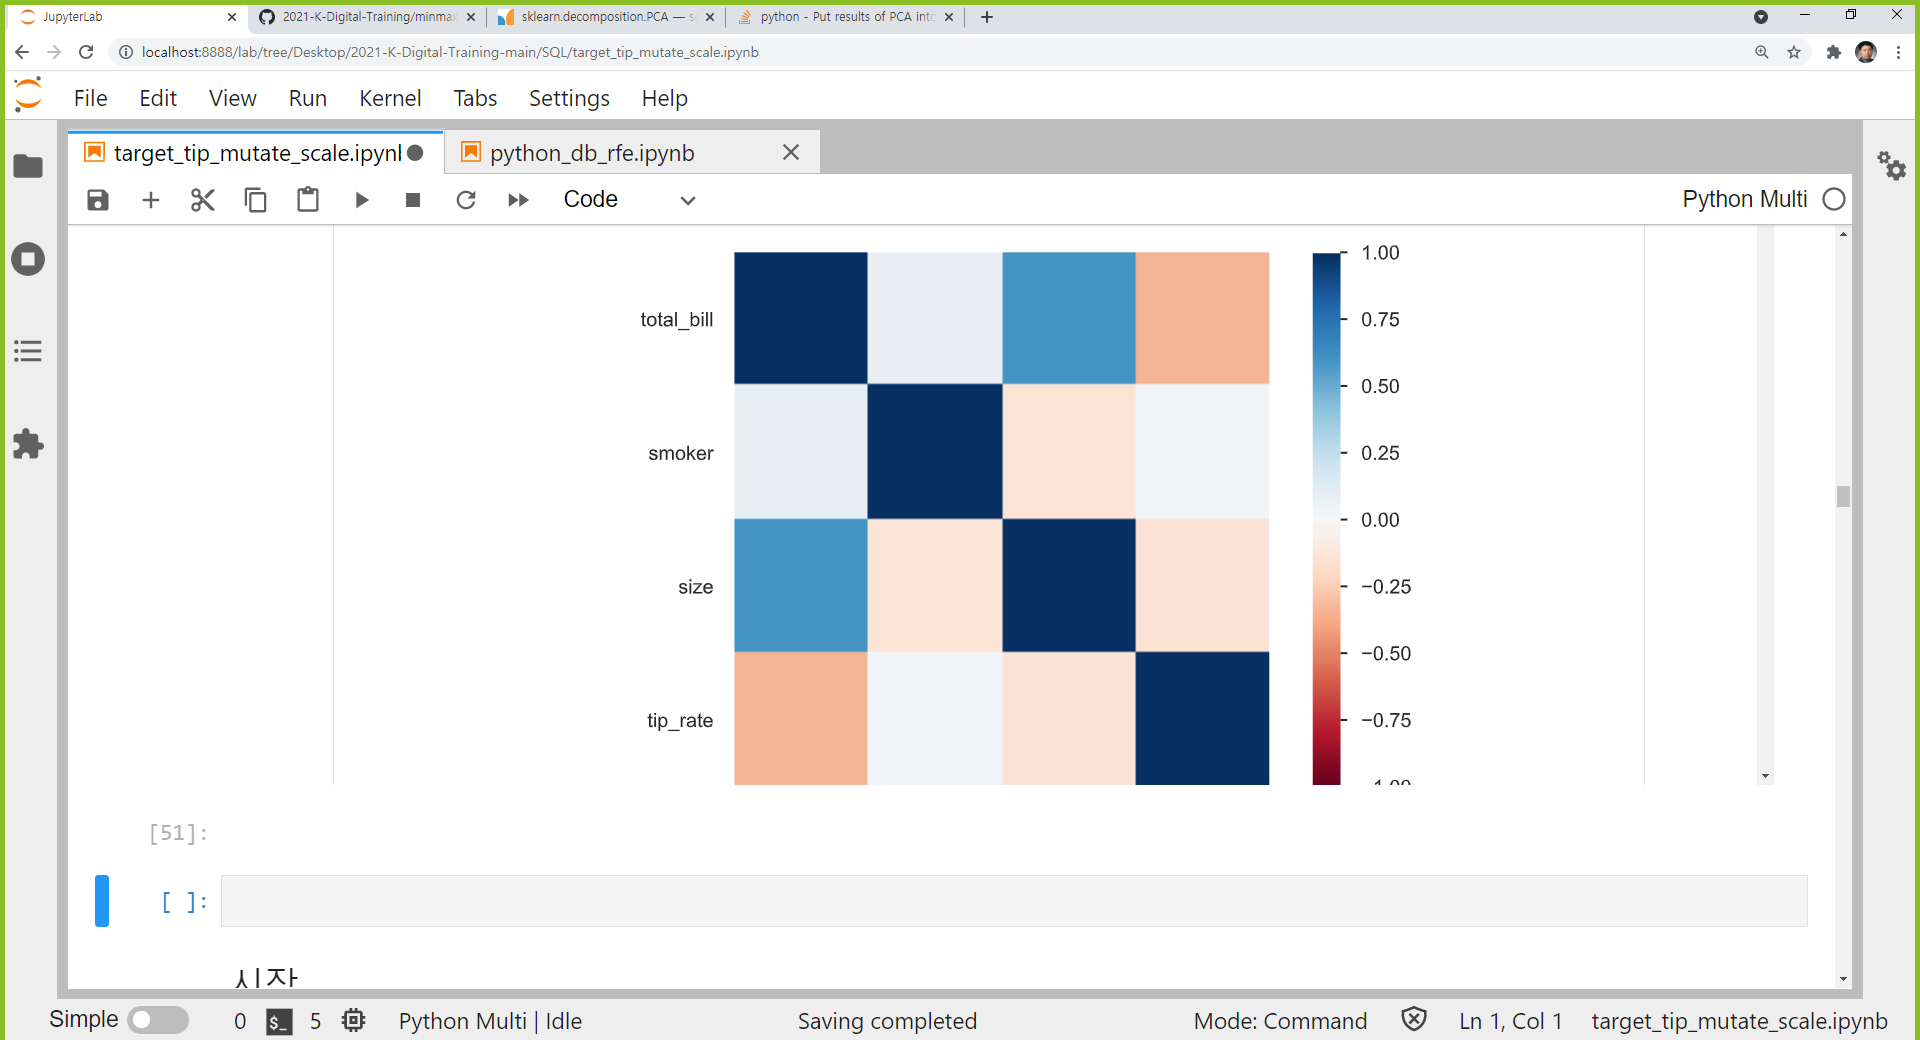 JupyterLab
2021-K-Digital-Training/minmax
sklearn.decomposition.PCA — s
python - Put results of PCA into
localhost:8888/lab/tree/Desktop/2021-K-Digital-Training-main/SQL/target_tip_mutate_scale.ipynb
File Edit View Run Kernel Tabs Settings Help
target_tip_mutate_scale.ipynl
python_db_rfe.ipynb
Code
Python Multi
total_bill
smoker
size
tip_rate
1.00
0.75
0.50
0.25
0.00
−0.25
−0.50
−0.75
[51]:
[ ]:
Simple 0 $_ 5 Python Multi | Idle Saving completed Mode: Command Ln 1, Col 1 target_tip_mutate_scale.ipynb